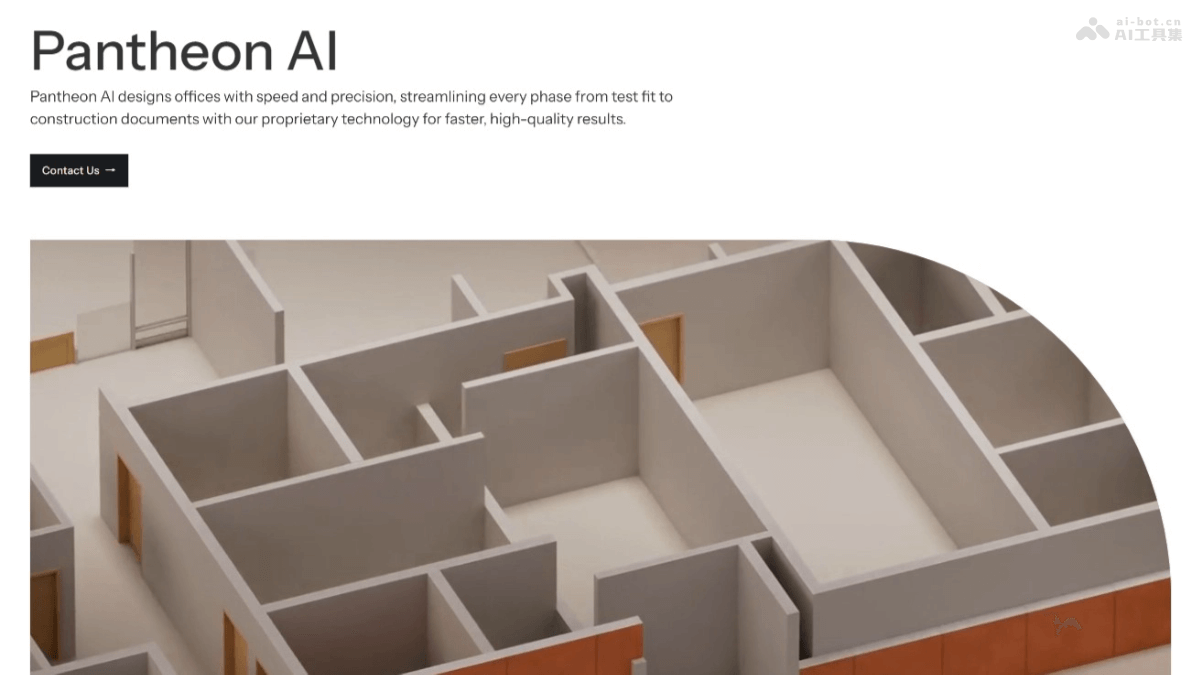 Pantheon AI
ai-bot.cn
AI工具集
Pantheon AI designs offices with speed and precision, streamlining every phase from test fit to
construction documents with our proprietary technology for faster, high-quality results.
Contact Us →